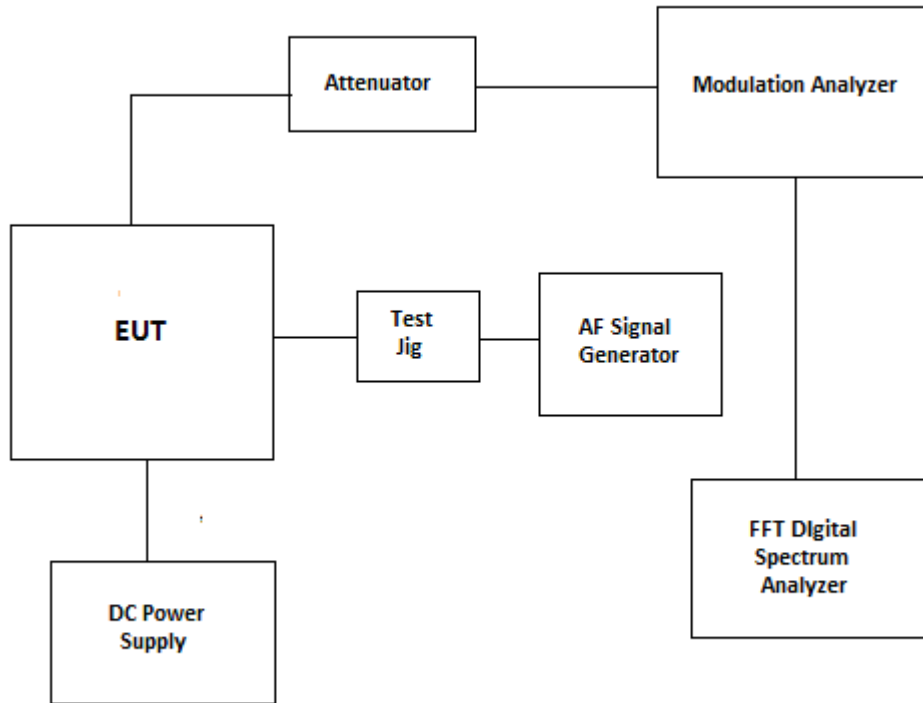 Attenuator
Modulation Analyzer
EUT
Test
Jig
AF Signal
Generator
FFT DIgital
Spectrum
Analyzer
DC Power
Supply